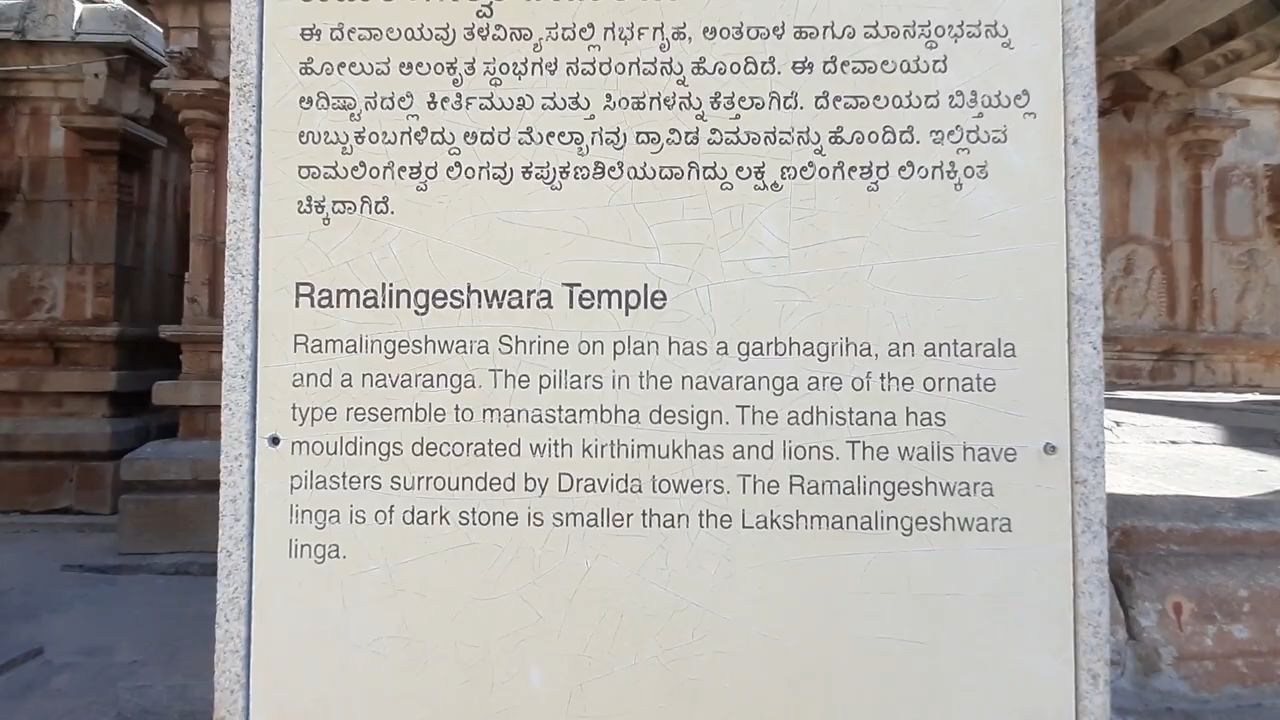 ಈ ದೇವಾಲಯವು ತಳವಿನ್ಯಾಸದಲ್ಲಿ ಗರ್ಭಗೃಹ, ಅಂತರಾಳ ಹಾಗೂ ಮಾನಸ್ಥಂಭವನ್ನು
ಹೋಲುವ ಅಲಂಕೃತ ಸ್ಥಂಭಗಳ ನವರಂಗವನ್ನು ಹೊಂದಿದೆ. ಈ ದೇವಾಲಯದ
ಅದಿಷ್ಟಾನದಲ್ಲಿ ಕೀರ್ತಿಮುಖ ಮತ್ತು ಸಿಂಹಗಳನ್ನು ಕೆತ್ತಲಾಗಿದೆ. ದೇವಾಲಯದ ಬಿತ್ತಿಯಲ್ಲಿ
ಉಬ್ಬುಕಂಬಗಳಿದ್ದು ಅದರ ಮೇಲ್ಭಾಗವು ದ್ರಾವಿಡ ವಿಮಾನವನ್ನು ಹೊಂದಿದೆ. ಇಲ್ಲಿರುವ
ರಾಮಲಿಂಗೇಶ್ವರ ಲಿಂಗವು ಕಪ್ಪುಕಣಶಿಲೆಯದಾಗಿದ್ದು ಲಕ್ಷ್ಮಣಲಿಂಗೇಶ್ವರ ಲಿಂಗಕ್ಕಿಂತ
ಚಿಕ್ಕದಾಗಿದೆ.
Ramalingeshwara Temple
Ramalingeshwara Shrine on plan has a garbhagriha, an antarala
and a navaranga. The pillars in the navaranga are of the ornate
type resemble to manastambha design. The adhistana has
mouldings decorated with kirthimukhas and lions. The walls have
pilasters surrounded by Dravida towers. The Ramalingeshwara
linga is of dark stone is smaller than the Lakshmanalingeshwara
linga.